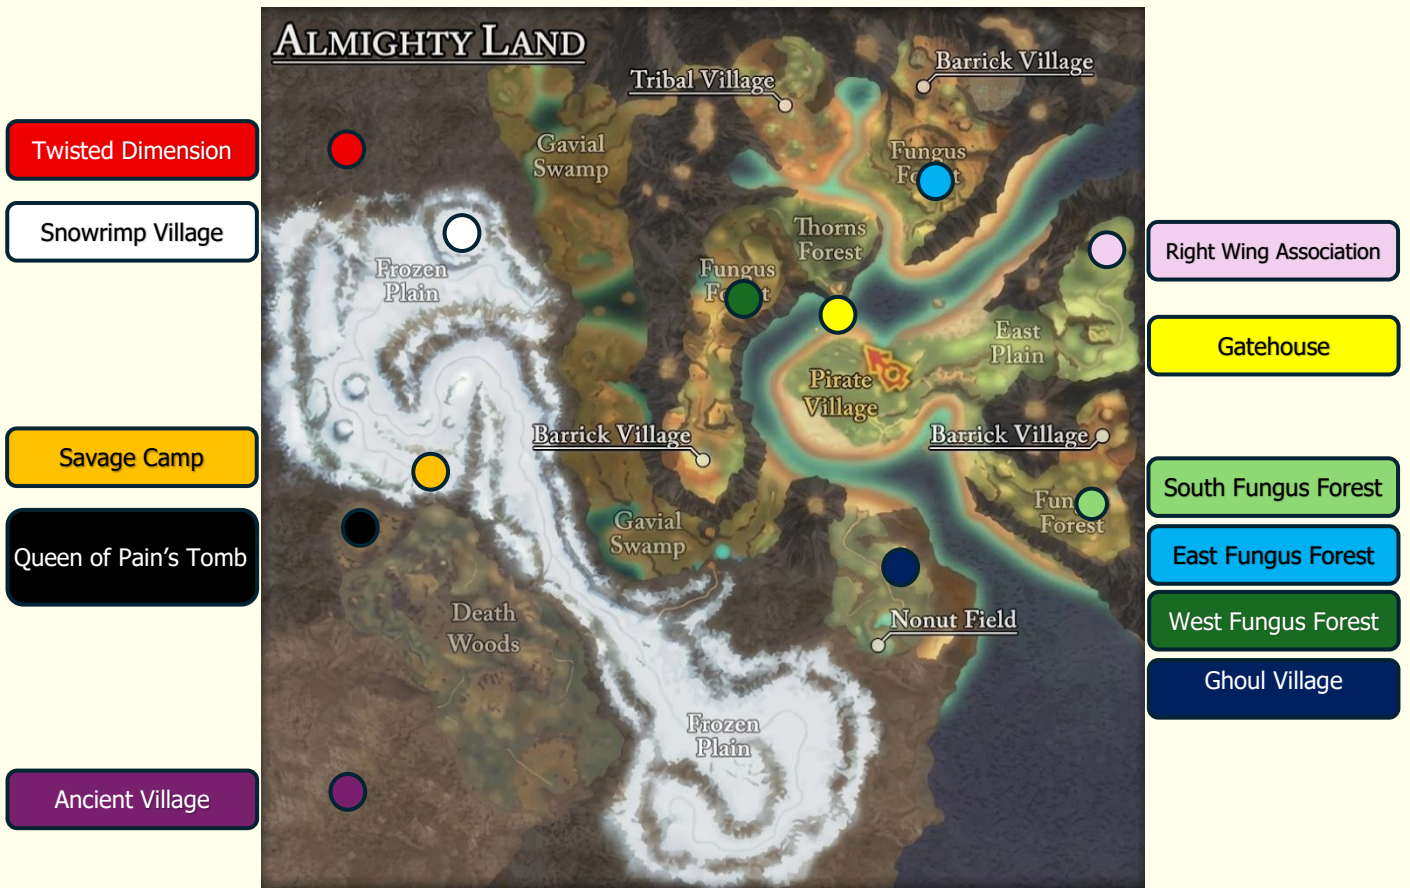 ALMIGHTY LAND
Tribal Village
Barrick Village
Twisted Dimension
Gavial
Swamp
Fungus
Forest
Snowrimp Village
Thorns
Forest
Right Wing Association
Frozen
Plain
Fungus
Forest
East
Plain
Gatehouse
Pirate
Village
Barrick Village
Barrick Village
Savage Camp
South Fungus Forest
Fun
Forest
Gavial
Swamp
Queen of Pain's Tomb
East Fungus Forest
Death
Woods
Nonut Field
West Fungus Forest
Ghoul Village
Frozen
Plain
Ancient Village